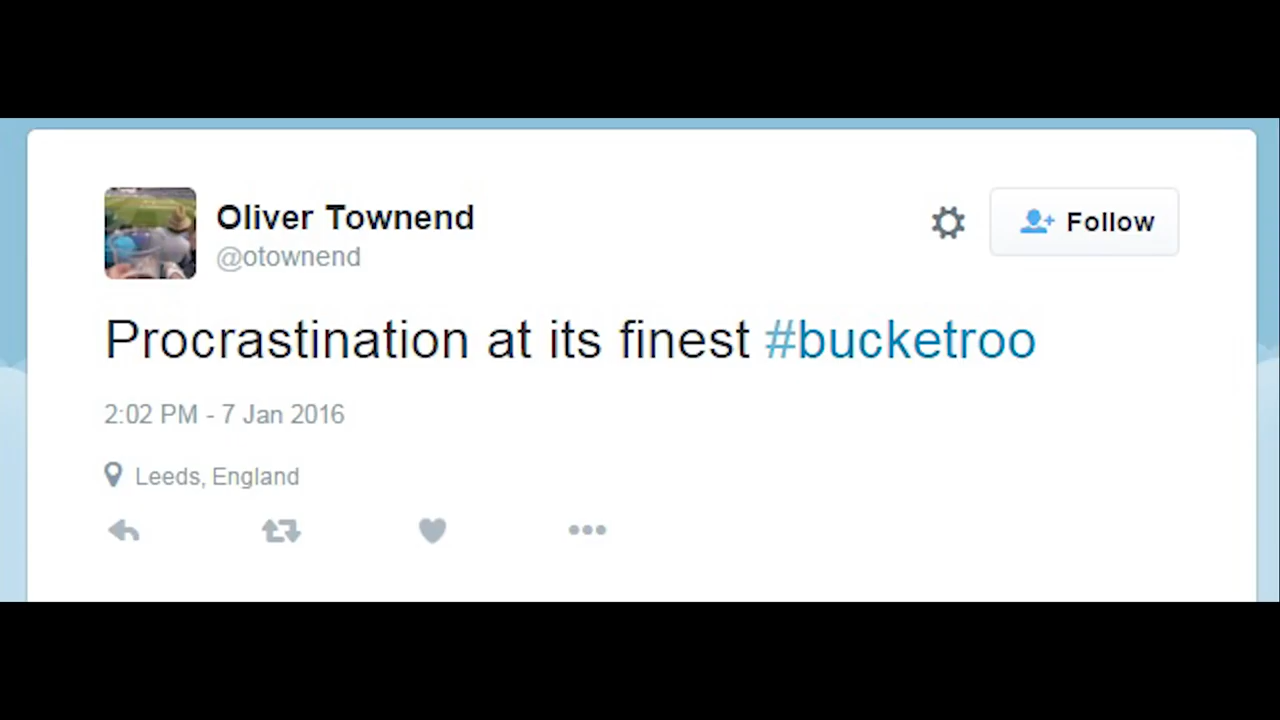 Oliver Townend
@otownend
Follow
Procrastination at its finest #bucketroo
2:02 PM - 7 Jan 2016
Leeds, England